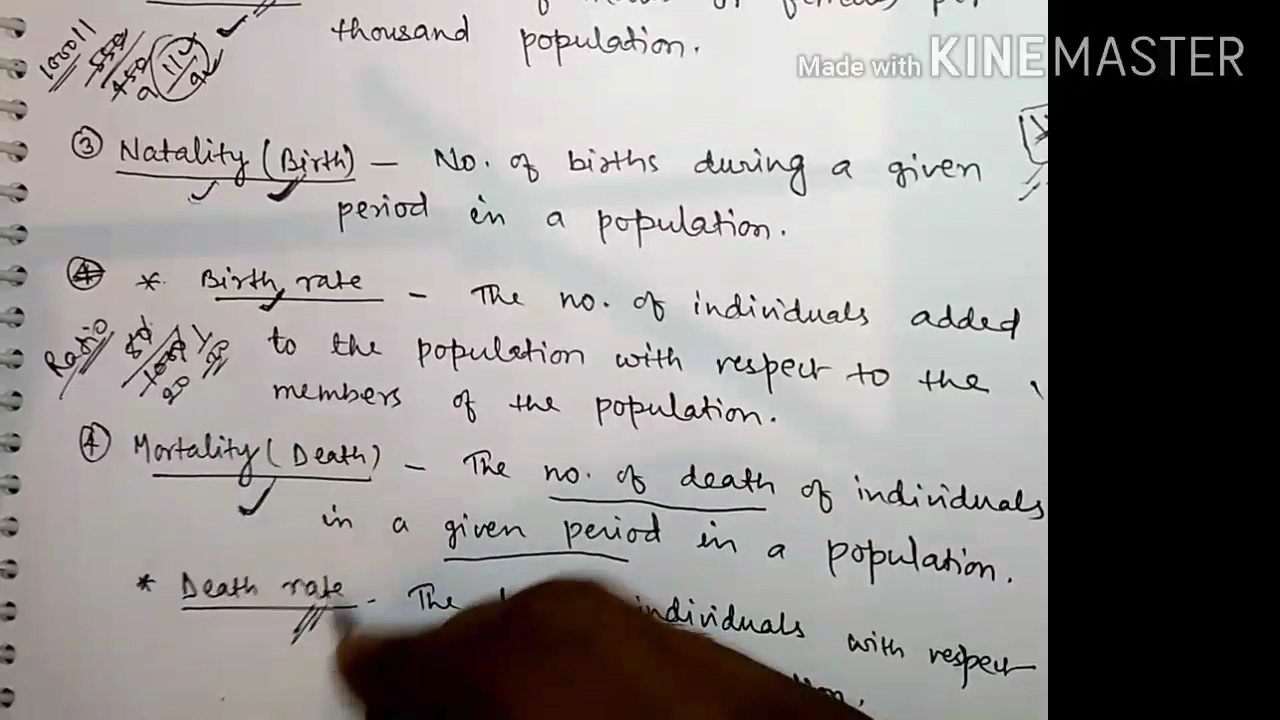 thousand population.
Made with KINEMASTER
③ Natality (Birth) – No. of births during a given
period in a population.
④ * Birth rate – The no. of individuals added
to the population with respect to the
members of the population.
Ratio
④ Mortality (Death) – The no. of death of individuals
in a given period in a population.
* Death rate - The individuals with respect